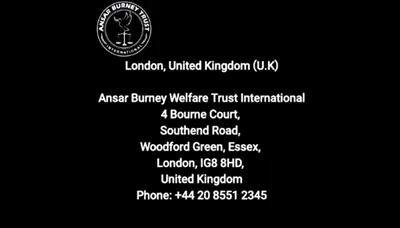 ANSAR BURNEY TRUST
INTERNATIONAL
London, United Kingdom (U.K)
Ansar Burney Welfare Trust International
4 Bourne Court,
Southend Road,
Woodford Green, Essex,
London, IG8 8HD,
United Kingdom
Phone: +44 20 8551 2345